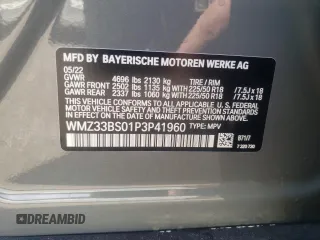 MFD BY BAYERISCHE MOTOREN WERKE AG
05/22
GVWR 4696 lbs 2130 kg TIRE / RIM
GAWR FRONT 2502 lbs 1135 kg 225/50 R18 /7.5J x 18
GAWR REAR 2337 lbs 1060 kg 225/50 R18 /7.5J x 18
THIS VEHICLE CONFORMS TO ALL APPLICABLE
FEDERAL MOTOR VEHICLE SAFETY, BUMPER,
AND THEFT PREVENTION STANDARDS IN EFFECT ON THE
DATE OF MANUFACTURE SHOWN ABOVE.
WMZ33BS01P3P41960 TYPE: MPV
DREAMBID
DREAMBID.COM